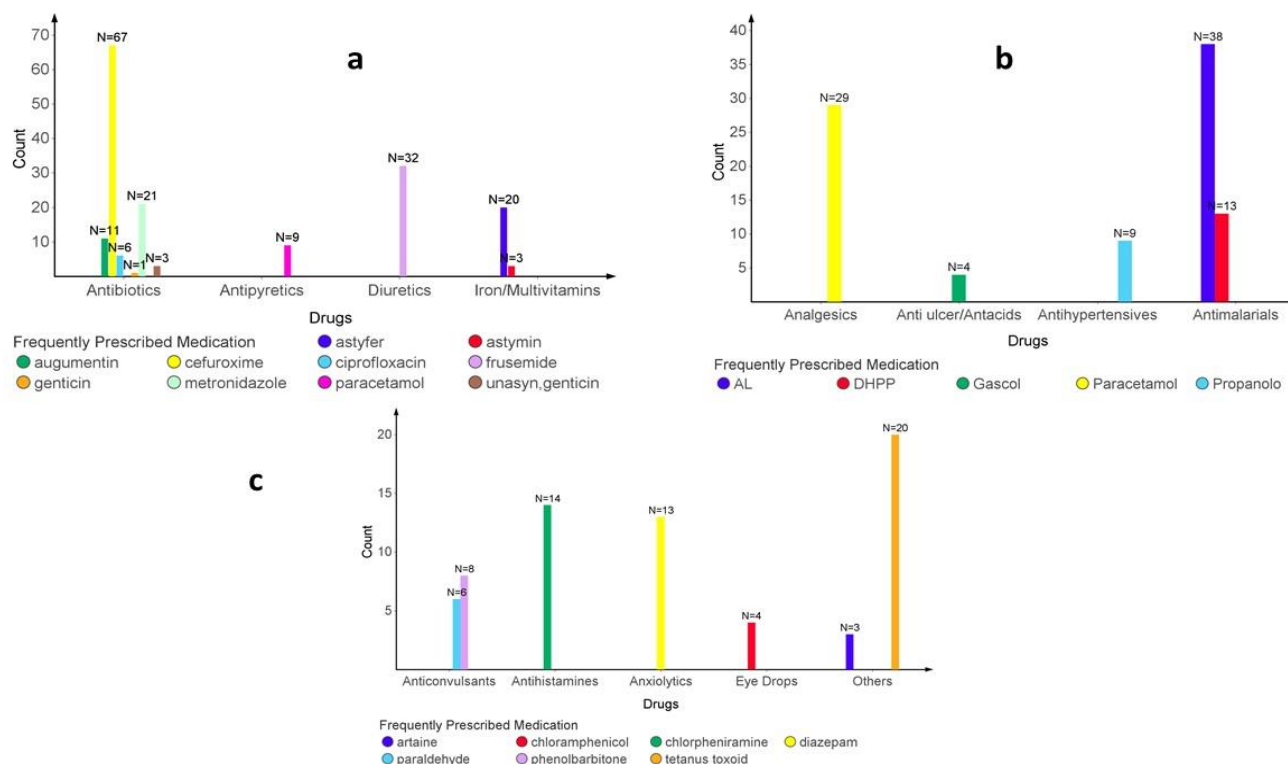 a
70
60
50
40
30
20
10
Count
N=67
N=11
N=6
N=1
N=21
N=3
N=9
N=32
N=20
N=3
Antibiotics Antipyretics Diuretics Iron/Multivitamins
Drugs
Frequently Prescribed Medication astyfer astymin
augumentin cefuroxime ciprofloxacin frusemide
genticin metronidazole paracetamol unasyn,genticin
b
40
35
30
25
20
15
10
5
Count
N=29
N=4
N=9
N=38
N=13
Analgesics Anti ulcer/Antacids Antihypertensives Antimalarials
Drugs
Frequently Prescribed Medication
AL DHPP Gascol Paracetamol Propanolo
c
20
15
10
5
Count
N=6
N=8
N=14
N=13
N=4
N=3
N=20
Anticonvulsants Antihistamines Anxiolytics Eye Drops Others
Drugs
Frequently Prescribed Medication
artaine chloramphenicol chlorpheniramine diazepam
paraldehyde phenolbarbitone tetanus toxoid